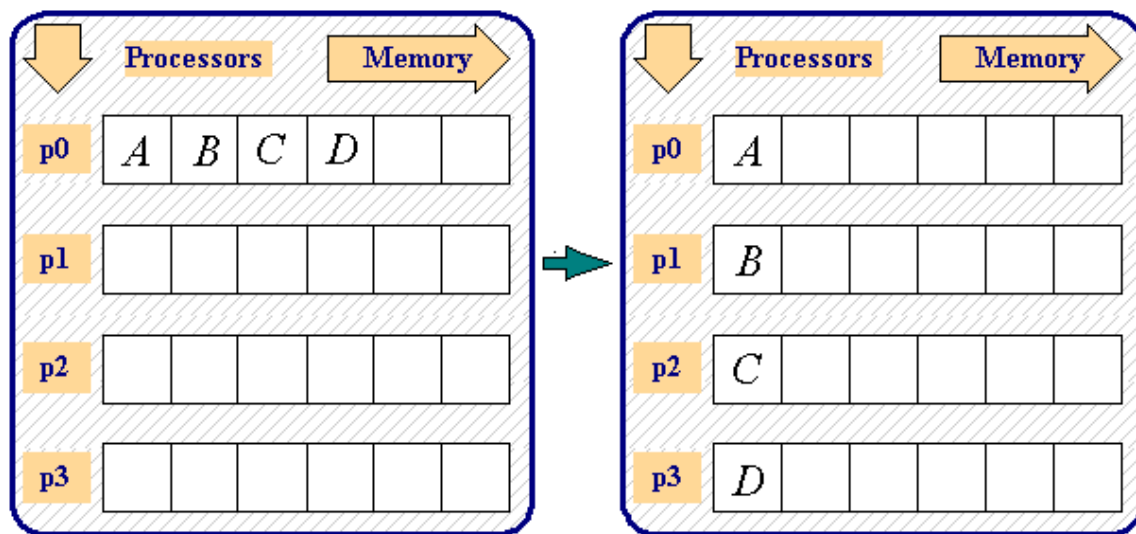 Processors Memory
p0 A B C D
p1
p2
p3
Processors Memory
p0 A
p1 B
p2 C
p3 D